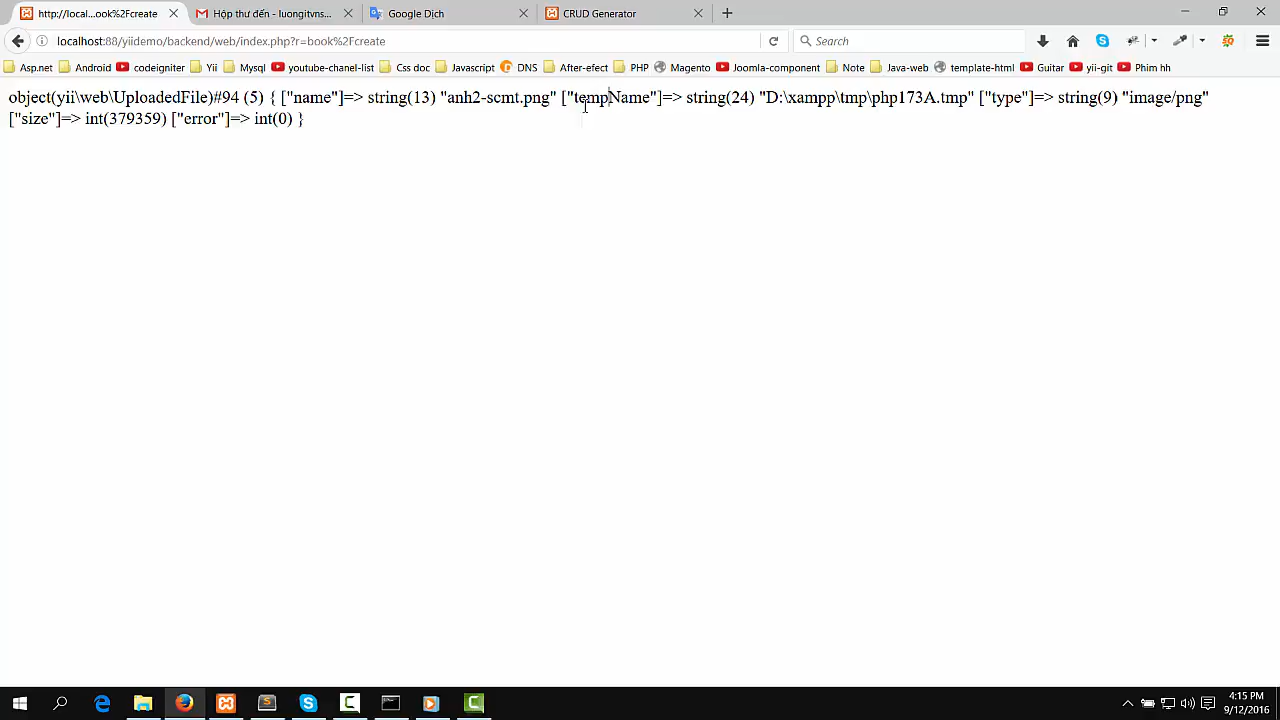 http://local...ook%2Fcreate
Hộp thư đến - luongitvns...
Google Dịch
CRUD Generator
localhost:88/yiidemo/backend/web/index.php?r=book%2Fcreate
Search
Asp.net
Android
codeigniter
Yii
Mysql
youtube-chanel-list
Css doc
Javascript
DNS
After-efect
PHP
Magento
Joomla-component
Note
Java-web
template-html
Guitar
yii-git
Phim hh
object(yii\web\UploadedFile)#94 (5) { ["name"]=> string(13) "anh2-scmt.png" ["tempName"]=> string(24) "D:\xampp\tmp\php173A.tmp" ["type"]=> string(9) "image/png"
["size"]=> int(379359) ["error"]=> int(0) }
4:15 PM
9/12/2016